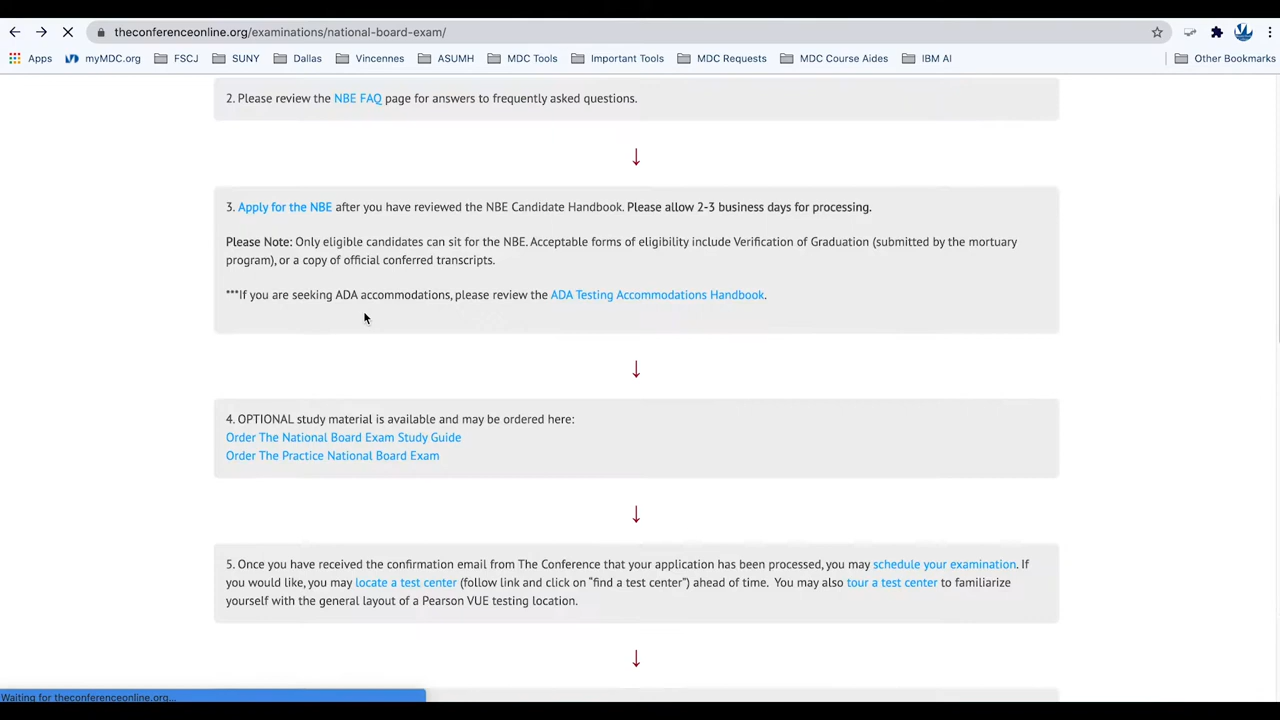 theconferenceonline.org/examinations/national-board-exam/
Apps myMDC.org FSCJ SUNY Dallas Vincennes ASUMH MDC Tools Important Tools MDC Requests MDC Course Aides IBM AI Other Bookmarks
2. Please review the NBE FAQ page for answers to frequently asked questions.
↓
3. Apply for the NBE after you have reviewed the NBE Candidate Handbook. Please allow 2-3 business days for processing.
Please Note: Only eligible candidates can sit for the NBE. Acceptable forms of eligibility include Verification of Graduation (submitted by the mortuary
program), or a copy of official conferred transcripts.
***If you are seeking ADA accommodations, please review the ADA Testing Accommodations Handbook.
↓
4. OPTIONAL study material is available and may be ordered here:
Order The National Board Exam Study Guide
Order The Practice National Board Exam
↓
5. Once you have received the confirmation email from The Conference that your application has been processed, you may schedule your examination. If
you would like, you may locate a test center (follow link and click on “find a test center”) ahead of time. You may also tour a test center to familiarize
yourself with the general layout of a Pearson VUE testing location.
↓
Waiting for theconferenceonline.org...